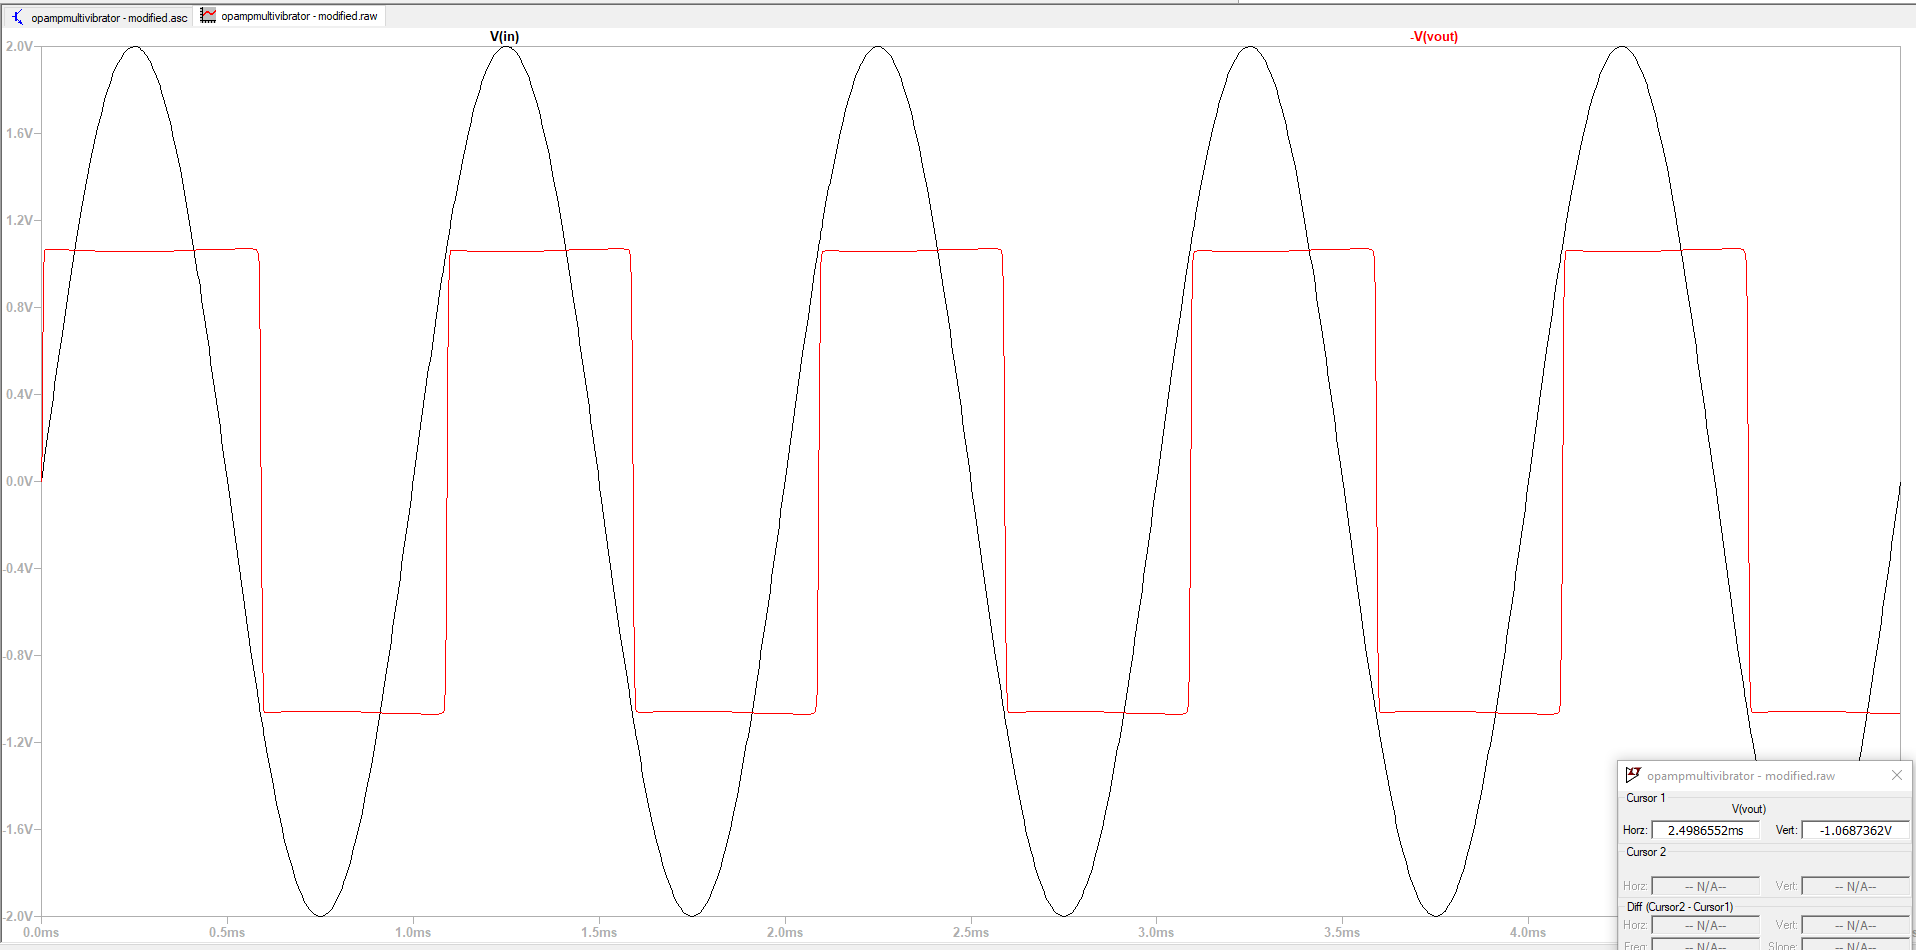 opampmultivibrator - modified.asc
opampmultivibrator - modified.raw
V(in)
-V(vout)
2.0V
1.6V
1.2V
0.8V
0.4V
0.0V
-0.4V
-0.8V
-1.2V
-1.6V
-2.0V
0.0ms
0.5ms
1.0ms
1.5ms
2.0ms
2.5ms
3.0ms
3.5ms
4.0ms
opampmultivibrator - modified.raw
Cursor 1
V(vout)
Horz: 2.4986552ms Vert: -1.0687362V
Cursor 2
Horz: -- N/A-- Vert: -- N/A--
Diff (Cursor2 - Cursor1)
Horz: -- N/A-- Vert: -- N/A--
Freq: -- N/A-- Slope: -- N/A--